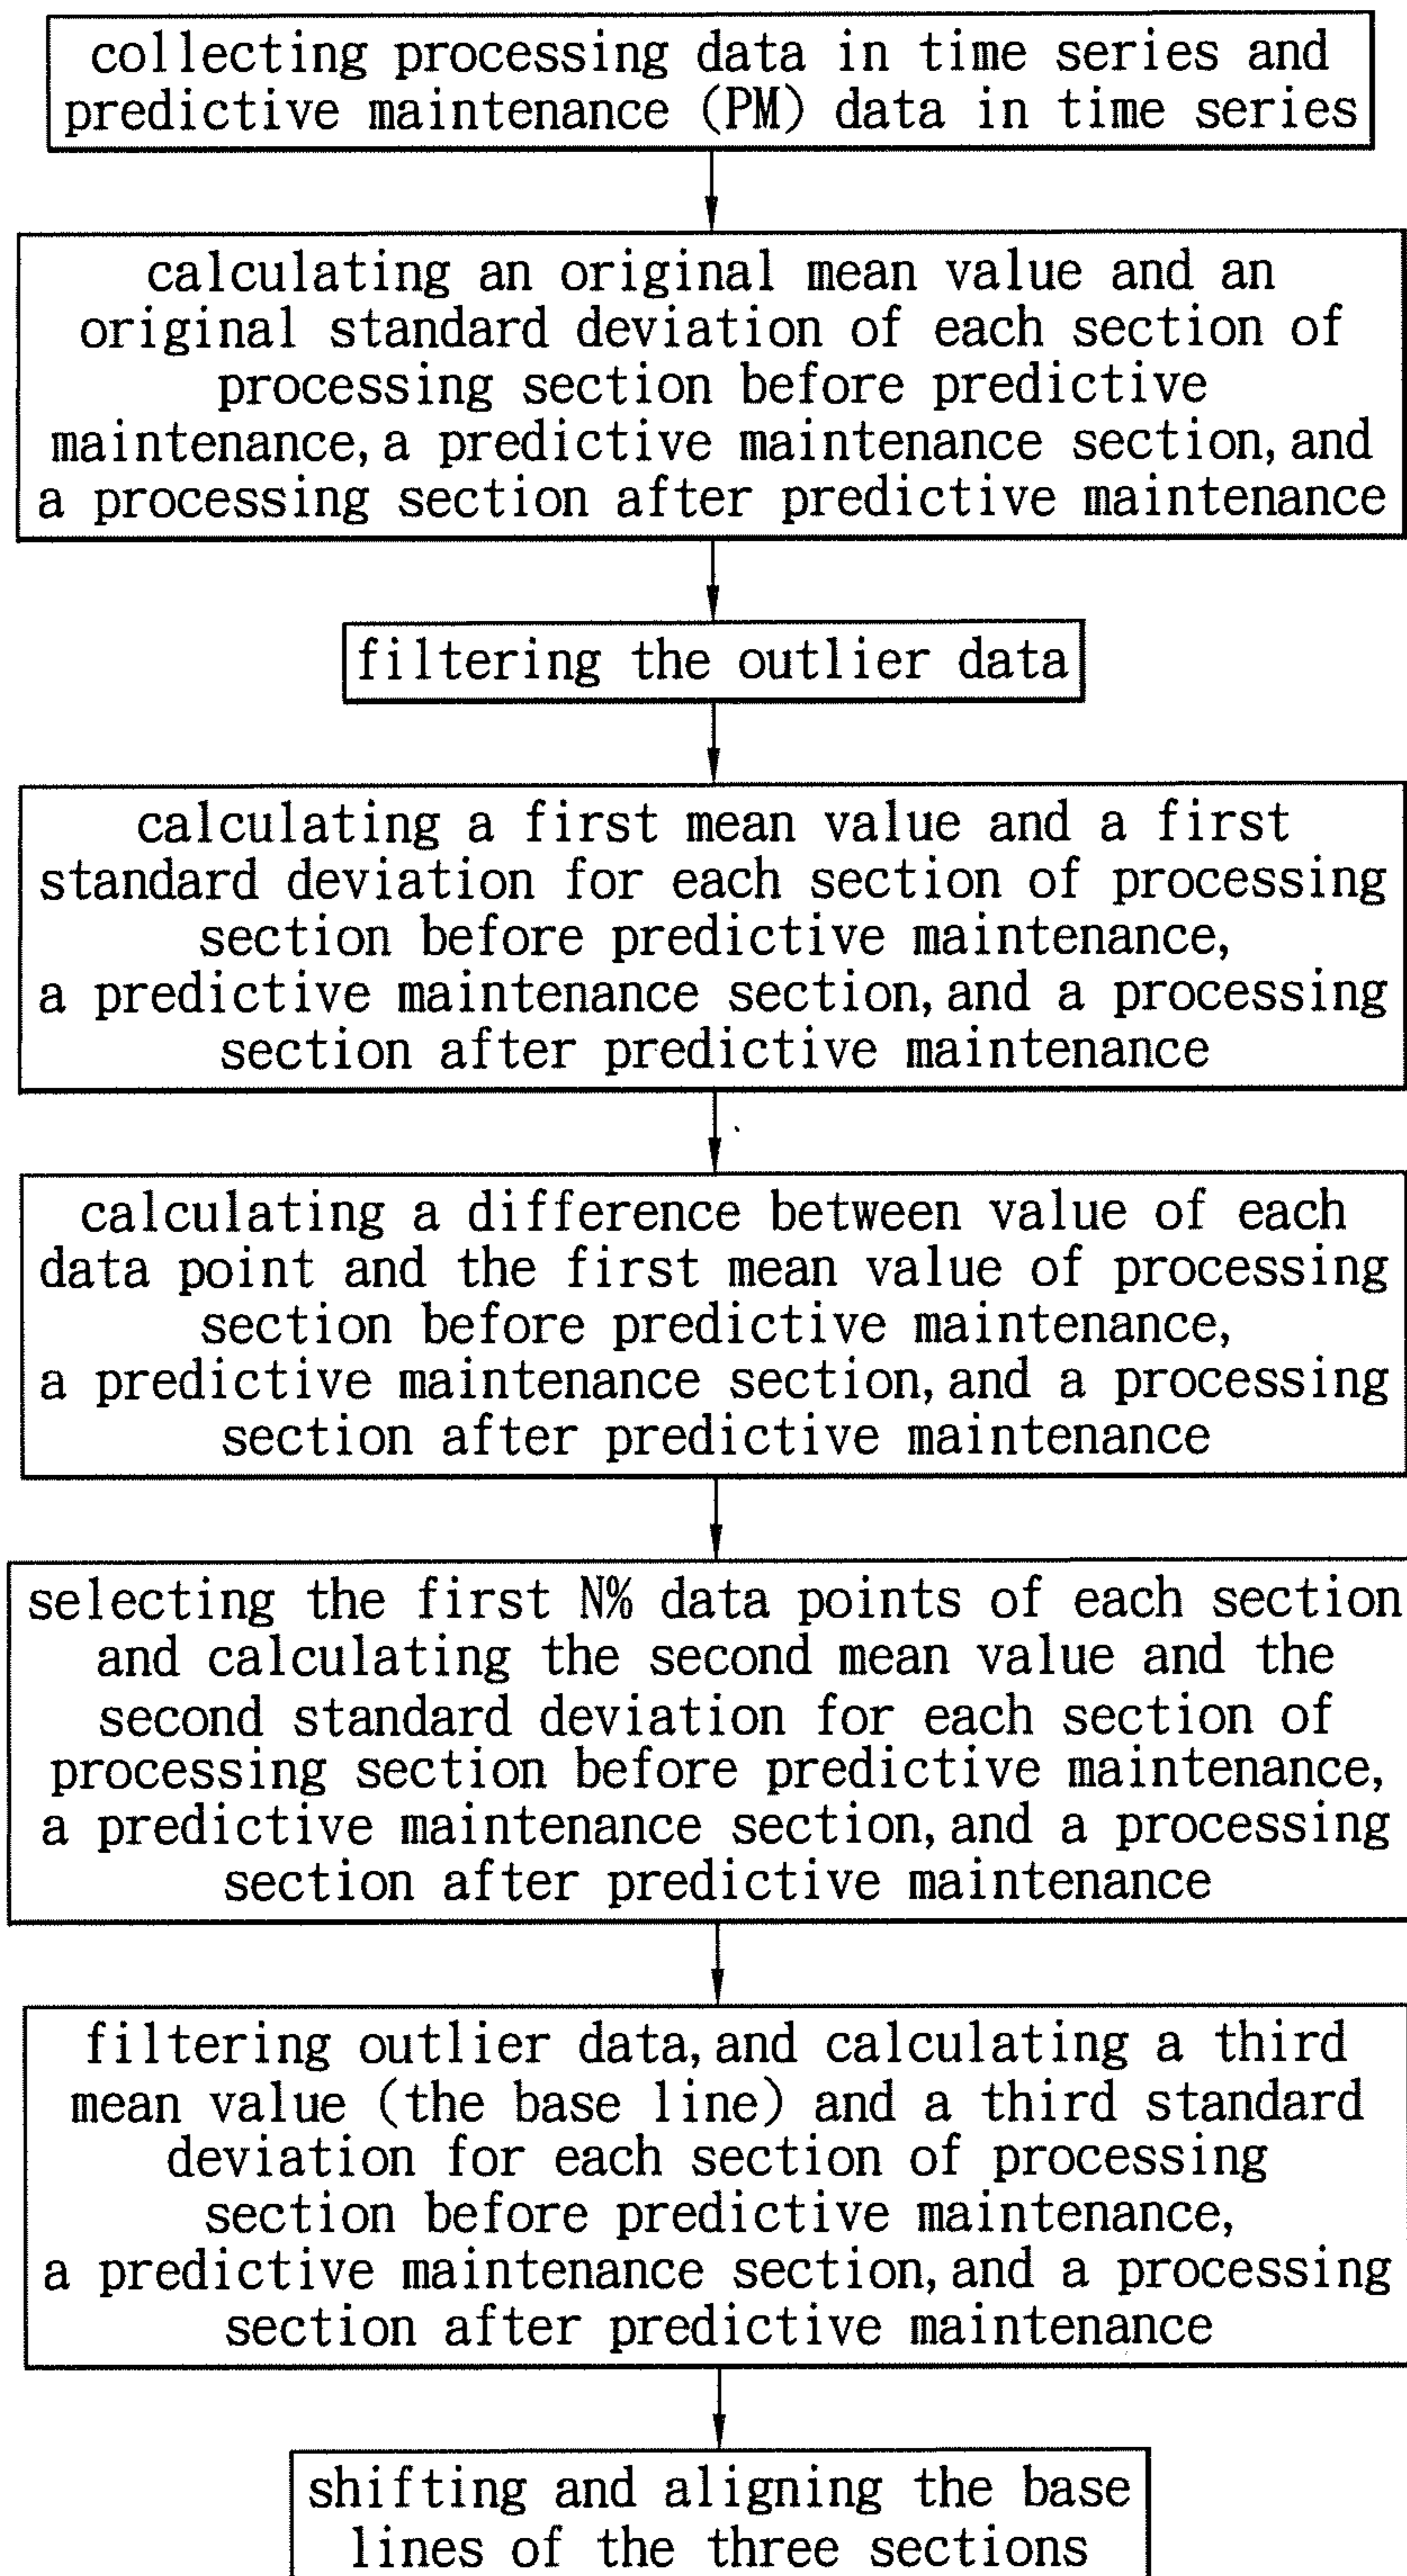 collecting processing data in time series and
predictive maintenance (PM) data in time series
calculating an original mean value and an
original standard deviation of each section of
processing section before predictive
maintenance, a predictive maintenance section, and
a processing section after predictive maintenance
filtering the outlier data
calculating a first mean value and a first
standard deviation for each section of processing
section before predictive maintenance,
a predictive maintenance section, and a processing
section after predictive maintenance
calculating a difference between value of each
data point and the first mean value of processing
section before predictive maintenance,
a predictive maintenance section, and a processing
section after predictive maintenance
selecting the first N% data points of each section
and calculating the second mean value and the
second standard deviation for each section of
processing section before predictive maintenance,
a predictive maintenance section, and a processing
section after predictive maintenance
filtering outlier data, and calculating a third
mean value (the base line) and a third standard
deviation for each section of processing
section before predictive maintenance,
a predictive maintenance section, and a processing
section after predictive maintenance
shifting and aligning the base
lines of the three sections